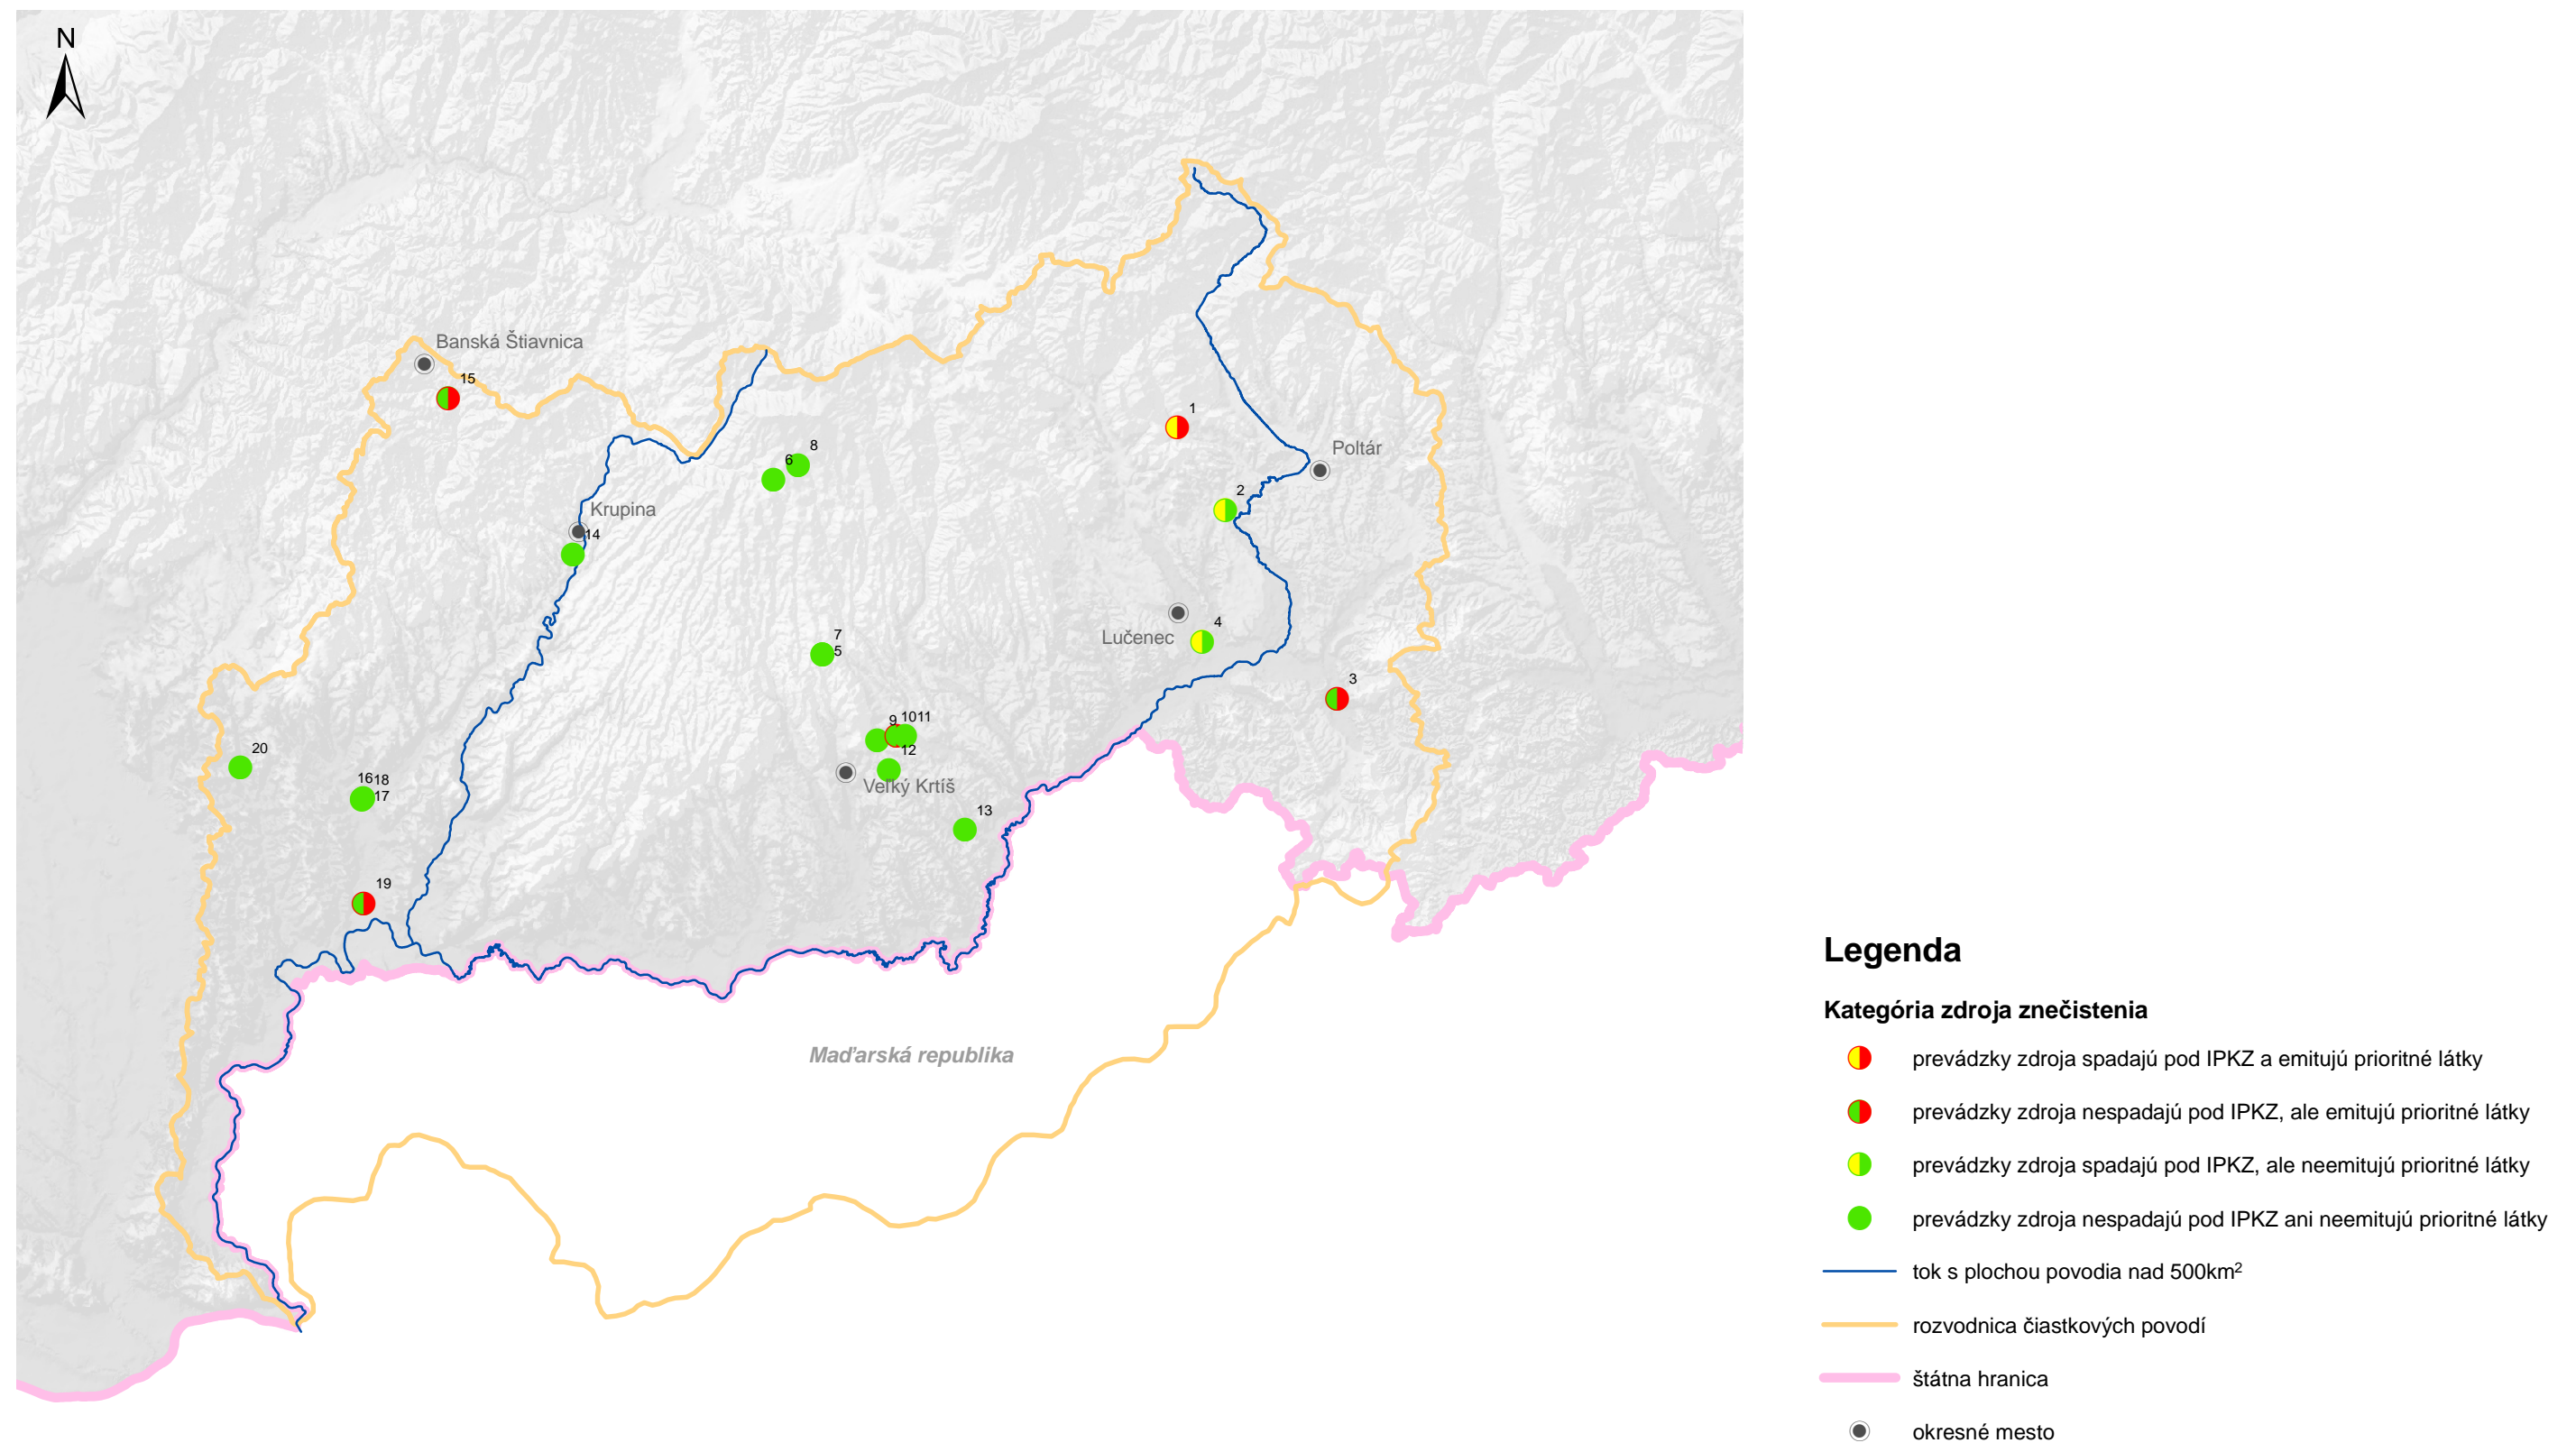 N
Banská Štiavnica
15
1
8
6
Poltár
2
Krupina
14
7
5
Lučenec
4
3
9 10 11
12
20
16 18
17
Veľký Krtíš
13
19
Maďarská republika
Legenda
Kategória zdroja znečistenia
prevádzky zdroja spadajú pod IPKZ a emitujú prioritné látky
prevádzky zdroja nespadajú pod IPKZ, ale emitujú prioritné látky
prevádzky zdroja spadajú pod IPKZ, ale neemitujú prioritné látky
prevádzky zdroja nespadajú pod IPKZ ani neemitujú prioritné látky
tok s plochou povodia nad 500km²
rozvodnica čiastkových povodí
štátna hranica
okresné mesto